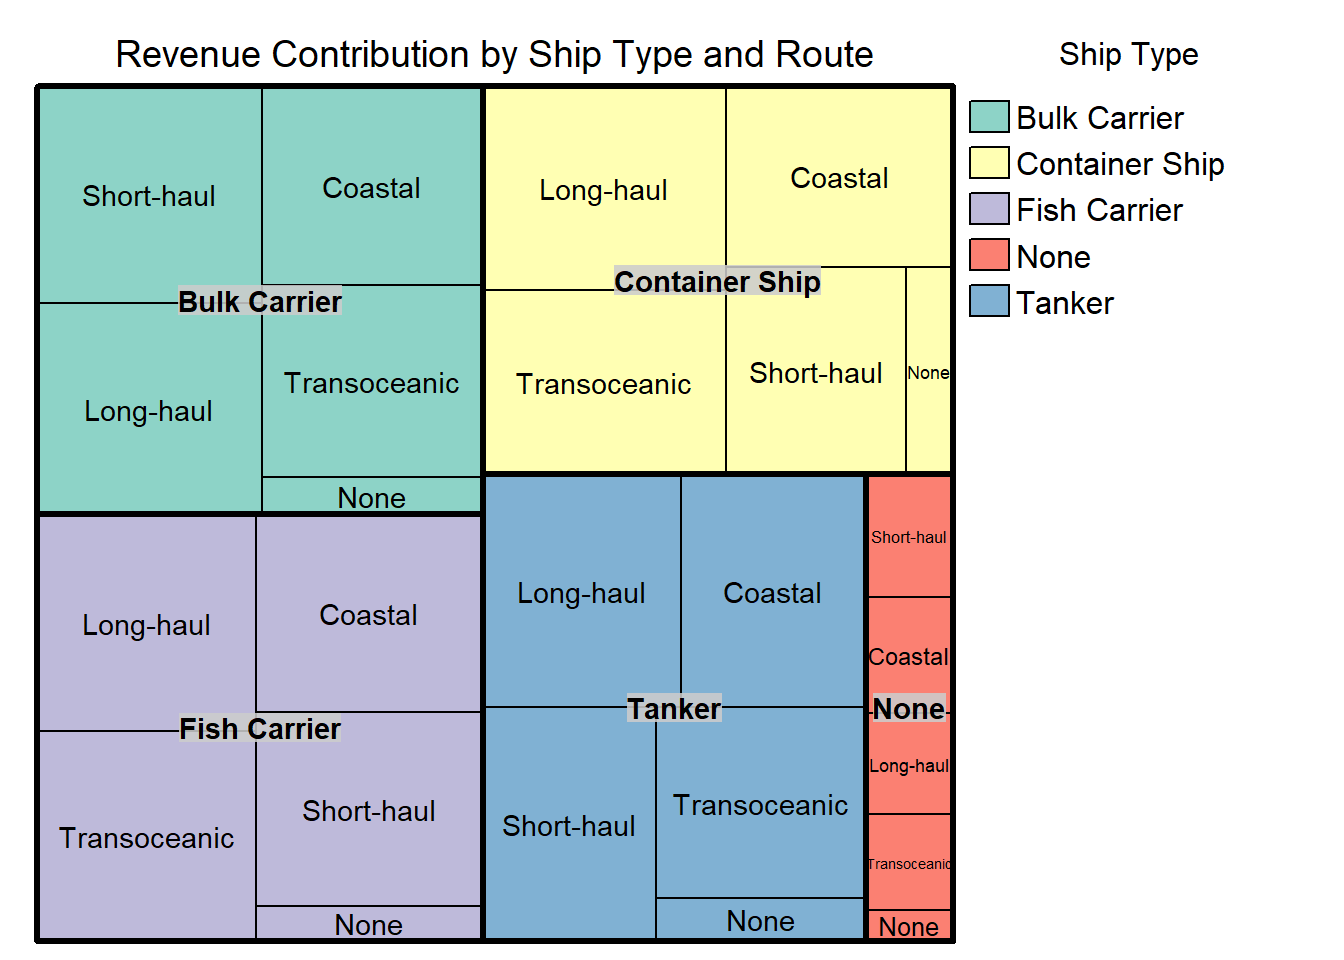 Revenue Contribution by Ship Type and Route
Ship Type
Bulk Carrier
Container Ship
Fish Carrier
None
Tanker
Short-haul
Coastal
Bulk Carrier
Long-haul
Transoceanic
None
Long-haul
Coastal
Container Ship
Transoceanic
Short-haul
None
Long-haul
Coastal
Fish Carrier
Transoceanic
Short-haul
None
Long-haul
Coastal
Tanker
Short-haul
Transoceanic
None
Short-haul
Coastal
None
Long-haul
Transoceanic
None